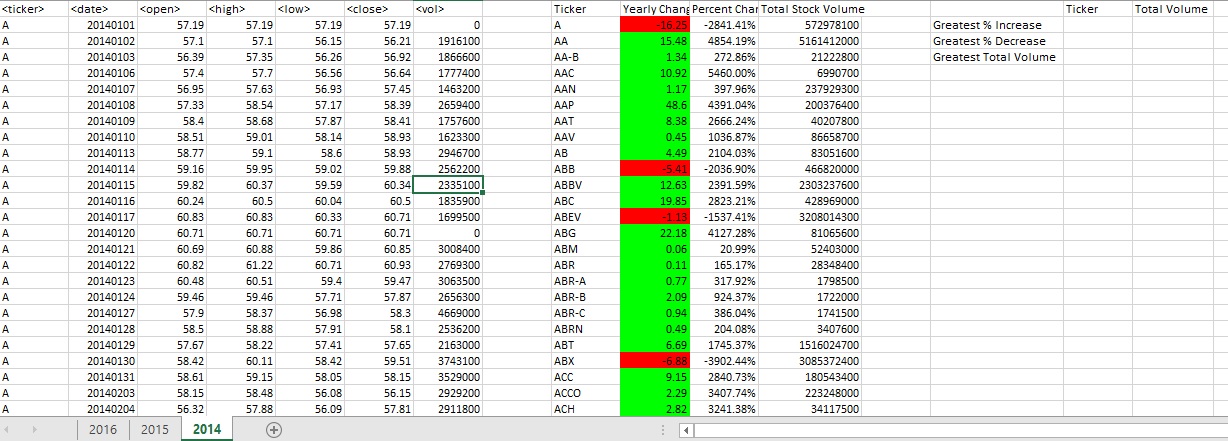 <ticker> <date> <open> <high> <low> <close> <vol> Ticker Yearly Chang Percent Char Total Stock Volume Ticker Total Volume
A 20140101 57.19 57.19 57.19 57.19 0 A -16.25 -2841.41% 572978100 Greatest % Increase
A 20140102 57.1 57.1 56.15 56.21 1916100 AA 15.48 4854.19% 5161412000 Greatest % Decrease
A 20140103 56.39 57.35 56.26 56.92 1866600 AA-B 1.34 272.86% 21222800 Greatest Total Volume
A 20140106 57.4 57.7 56.56 56.64 1777400 AAC 10.92 5460.00% 6990700
A 20140107 56.95 57.63 56.93 57.45 1463200 AAN 1.17 397.96% 237929300
A 20140108 57.33 58.54 57.17 58.39 2659400 AAP 48.6 4391.04% 200376400
A 20140109 58.4 58.68 57.87 58.41 1757600 AAT 8.38 2666.24% 40207800
A 20140110 58.51 59.01 58.14 58.93 1623300 AAV 0.45 1036.87% 86658700
A 20140113 58.77 59.1 58.6 58.93 2946700 AB 4.49 2104.03% 83051600
A 20140114 59.16 59.95 59.02 59.88 2562200 ABB -5.41 -2036.90% 466820000
A 20140115 59.82 60.37 59.59 60.34 2335100 ABBV 12.63 2391.59% 2303237600
A 20140116 60.24 60.5 60.04 60.5 1835900 ABC 19.85 2823.21% 428969000
A 20140117 60.83 60.83 60.33 60.71 1699500 ABEV -1.13 -1537.41% 3208014300
A 20140120 60.71 60.71 60.71 60.71 0 ABG 22.18 4127.28% 81065600
A 20140121 60.69 60.88 59.86 60.85 3008400 ABM 0.06 20.99% 52403000
A 20140122 60.82 61.22 60.71 60.93 2769300 ABR 0.11 165.17% 28348400
A 20140123 60.48 60.51 59.4 59.47 3063500 ABR-A 0.77 317.92% 1798500
A 20140124 59.46 59.46 57.71 57.87 2656300 ABR-B 2.09 924.37% 1722000
A 20140127 57.9 58.37 56.98 58.3 4669000 ABR-C 0.94 386.04% 1741500
A 20140128 58.5 58.88 57.91 58.1 2536200 ABRN 0.49 204.08% 3407600
A 20140129 57.67 58.22 57.41 57.65 2163000 ABT 6.69 1745.37% 1516024700
A 20140130 58.42 60.11 58.42 59.51 3743100 ABX -6.88 -3902.44% 3085372400
A 20140131 58.61 59.15 58.05 58.15 3529000 ACC 9.15 2840.73% 180543400
A 20140203 58.15 58.48 56.08 56.15 2929200 ACCO 2.29 3407.74% 223248000
A 20140204 56.32 57.88 56.09 57.81 2911800 ACH 2.82 3241.38% 34117500
2016 2015 2014